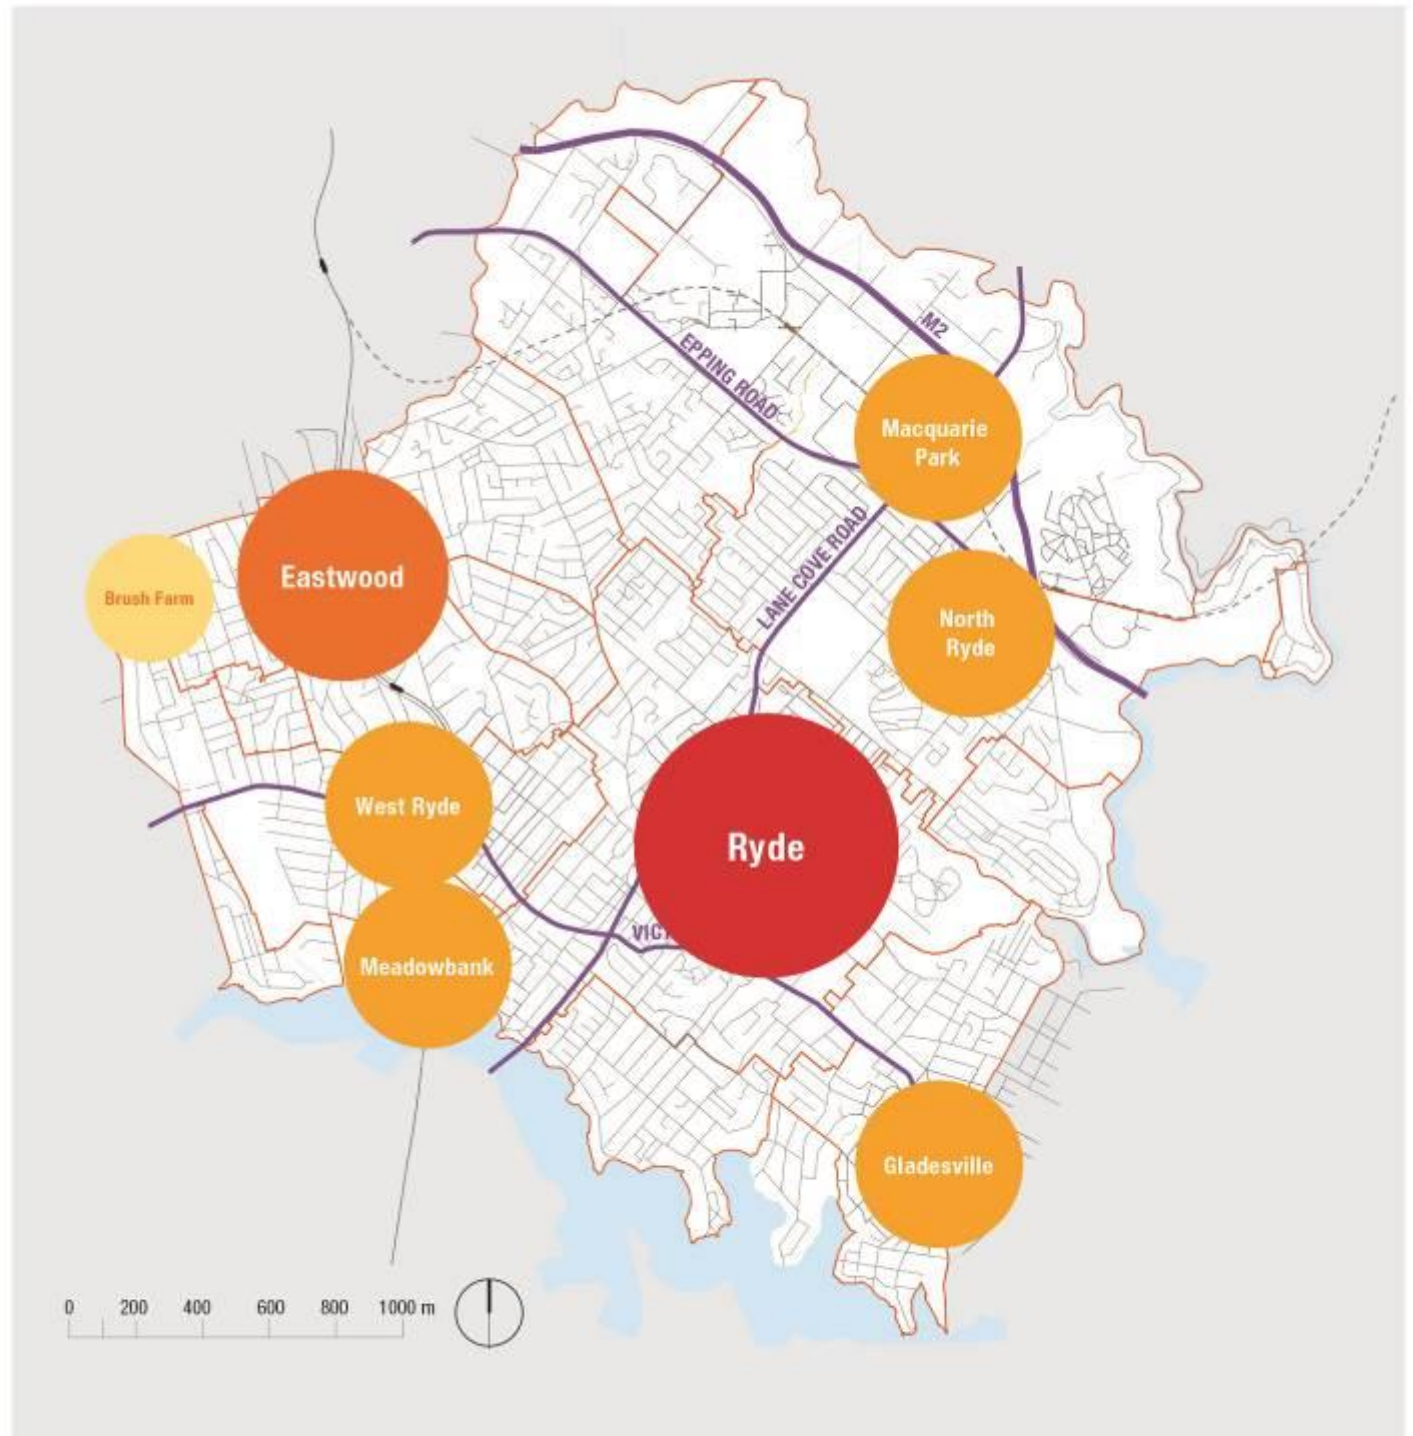 M2
EPPING ROAD
Macquarie
Park
LANE COVE ROAD
Eastwood
Brush Farm
North
Ryde
West Ryde
Ryde
VICT
Meadowbank
Gladesville
0 200 400 600 800 1000 m